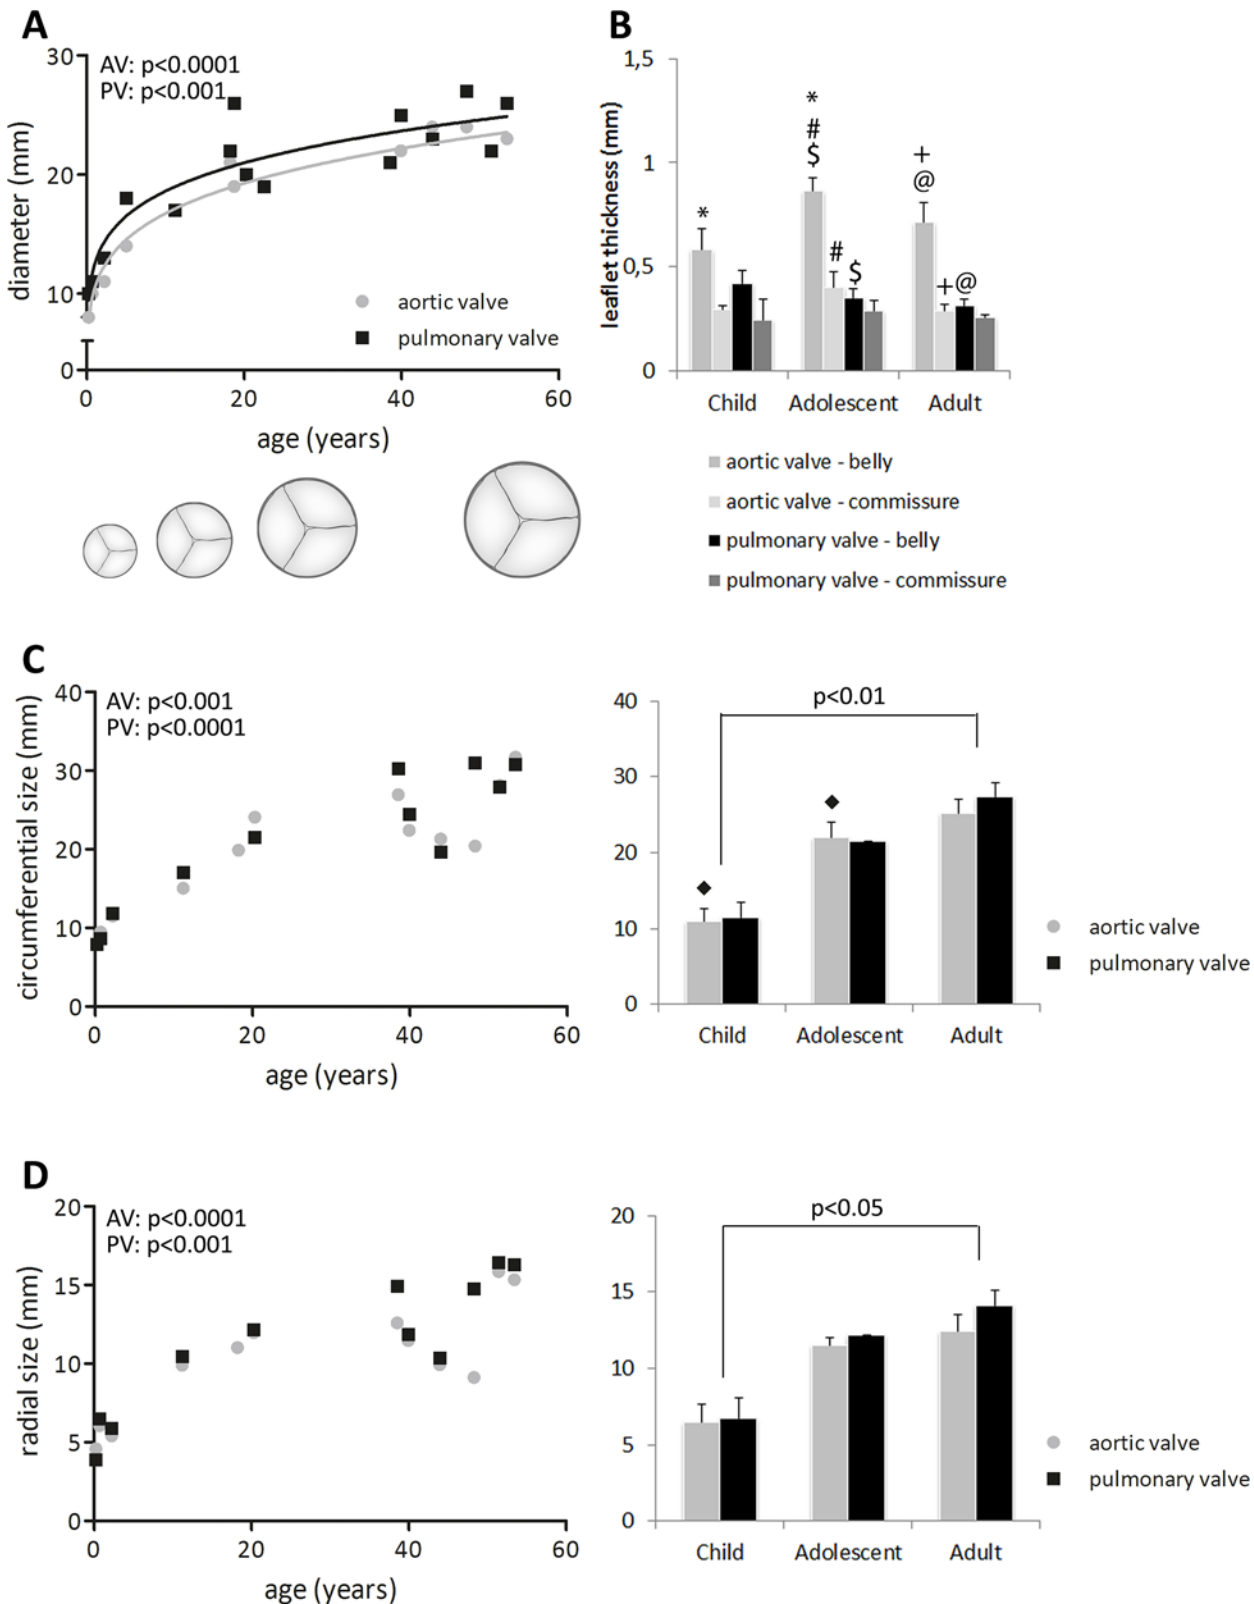 A
30
20
10
0
AV: p<0.0001
PV: p<0.001
diameter (mm)
aortic valve
pulmonary valve
0
20
40
60
age (years)
B
1,5
1
0,5
0
leaflet thickness (mm)
*
*
#
$
#
$
+
@
+
@
Child
Adolescent
Adult
aortic valve - belly
aortic valve - commissure
pulmonary valve - belly
pulmonary valve - commissure
C
40
30
20
10
0
AV: p<0.001
PV: p<0.0001
circumferential size (mm)
0
20
40
60
age (years)
40
30
20
10
0
p<0.01
Child
Adolescent
Adult
aortic valve
pulmonary valve
D
20
15
10
5
0
AV: p<0.0001
PV: p<0.001
radial size (mm)
0
20
40
60
age (years)
20
15
10
5
0
p<0.05
Child
Adolescent
Adult
aortic valve
pulmonary valve